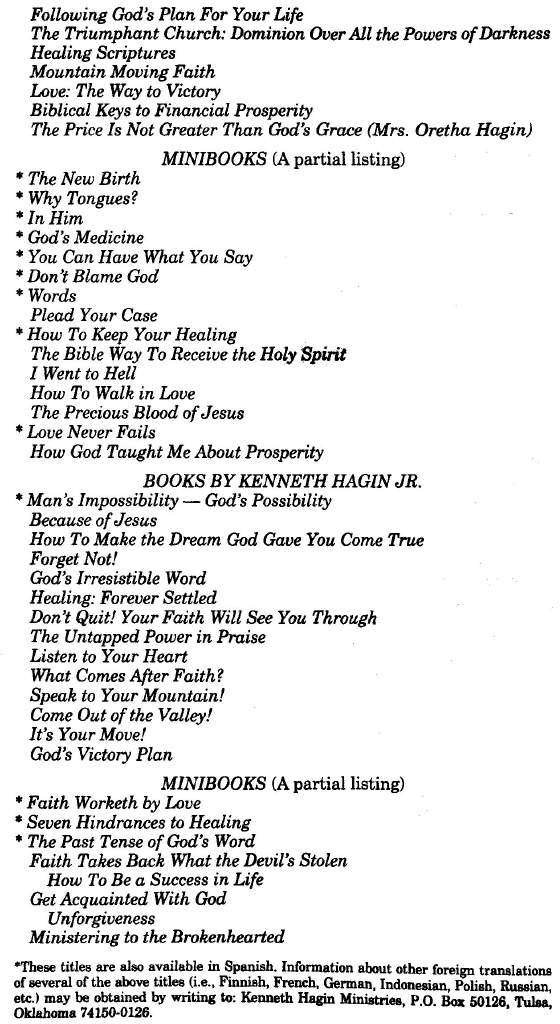 Following God's Plan For Your Life
The Triumphant Church: Dominion Over All the Powers of Darkness
Healing Scriptures
Mountain Moving Faith
Love: The Way to Victory
Biblical Keys to Financial Prosperity
The Price Is Not Greater Than God's Grace (Mrs. Oretha Hagin)
MINIBOOKS (A partial listing)
* The New Birth
* Why Tongues?
* In Him
* God's Medicine
* You Can Have What You Say
* Don't Blame God
* Words
Plead Your Case
* How To Keep Your Healing
The Bible Way To Receive the Holy Spirit
I Went to Hell
How To Walk in Love
The Precious Blood of Jesus
* Love Never Fails
How God Taught Me About Prosperity
BOOKS BY KENNETH HAGIN JR.
* Man's Impossibility — God's Possibility
Because of Jesus
How To Make the Dream God Gave You Come True
Forget Not!
God's Irresistible Word
Healing: Forever Settled
Don't Quit! Your Faith Will See You Through
The Untapped Power in Praise
Listen to Your Heart
What Comes After Faith?
Speak to Your Mountain!
Come Out of the Valley!
It's Your Move!
God's Victory Plan
MINIBOOKS (A partial listing)
* Faith Worketh by Love
* Seven Hindrances to Healing
* The Past Tense of God's Word
Faith Takes Back What the Devil's Stolen
How To Be a Success in Life
Get Acquainted With God
Unforgiveness
Ministering to the Brokenhearted
*These titles are also available in Spanish. Information about other foreign translations
of several of the above titles (i.e., Finnish, French, German, Indonesian, Polish, Russian,
etc.) may be obtained by writing to: Kenneth Hagin Ministries, P.O. Box 50126, Tulsa,
Oklahoma 74150-0126.